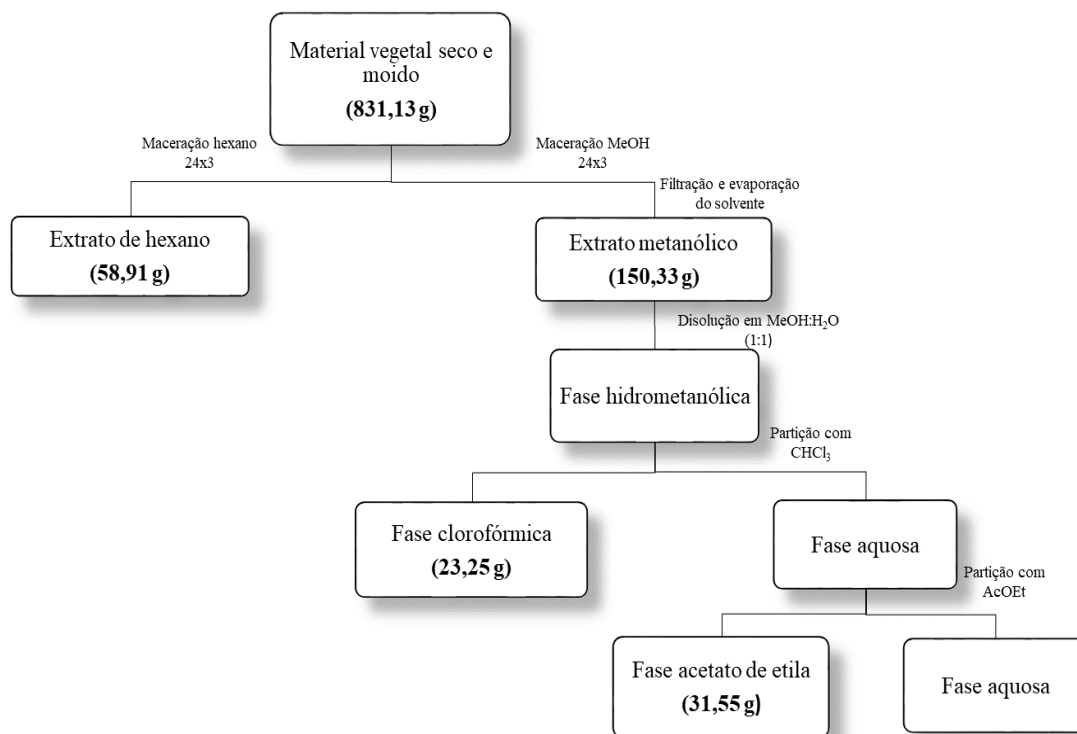 Material vegetal seco e
moido
(831,13 g)
Maceração hexano
24x3
Maceração MeOH
24x3
Filtração e evaporação
do solvente
Extrato de hexano
(58,91 g)
Extrato metanólico
(150,33 g)
Disolução em MeOH:H₂O
(1:1)
Fase hidrometanólica
Partição com
CHCl₃
Fase clorofórmica
(23,25 g)
Fase aquosa
Partição com
AcOEt
Fase acetato de etila
(31,55 g)
Fase aquosa